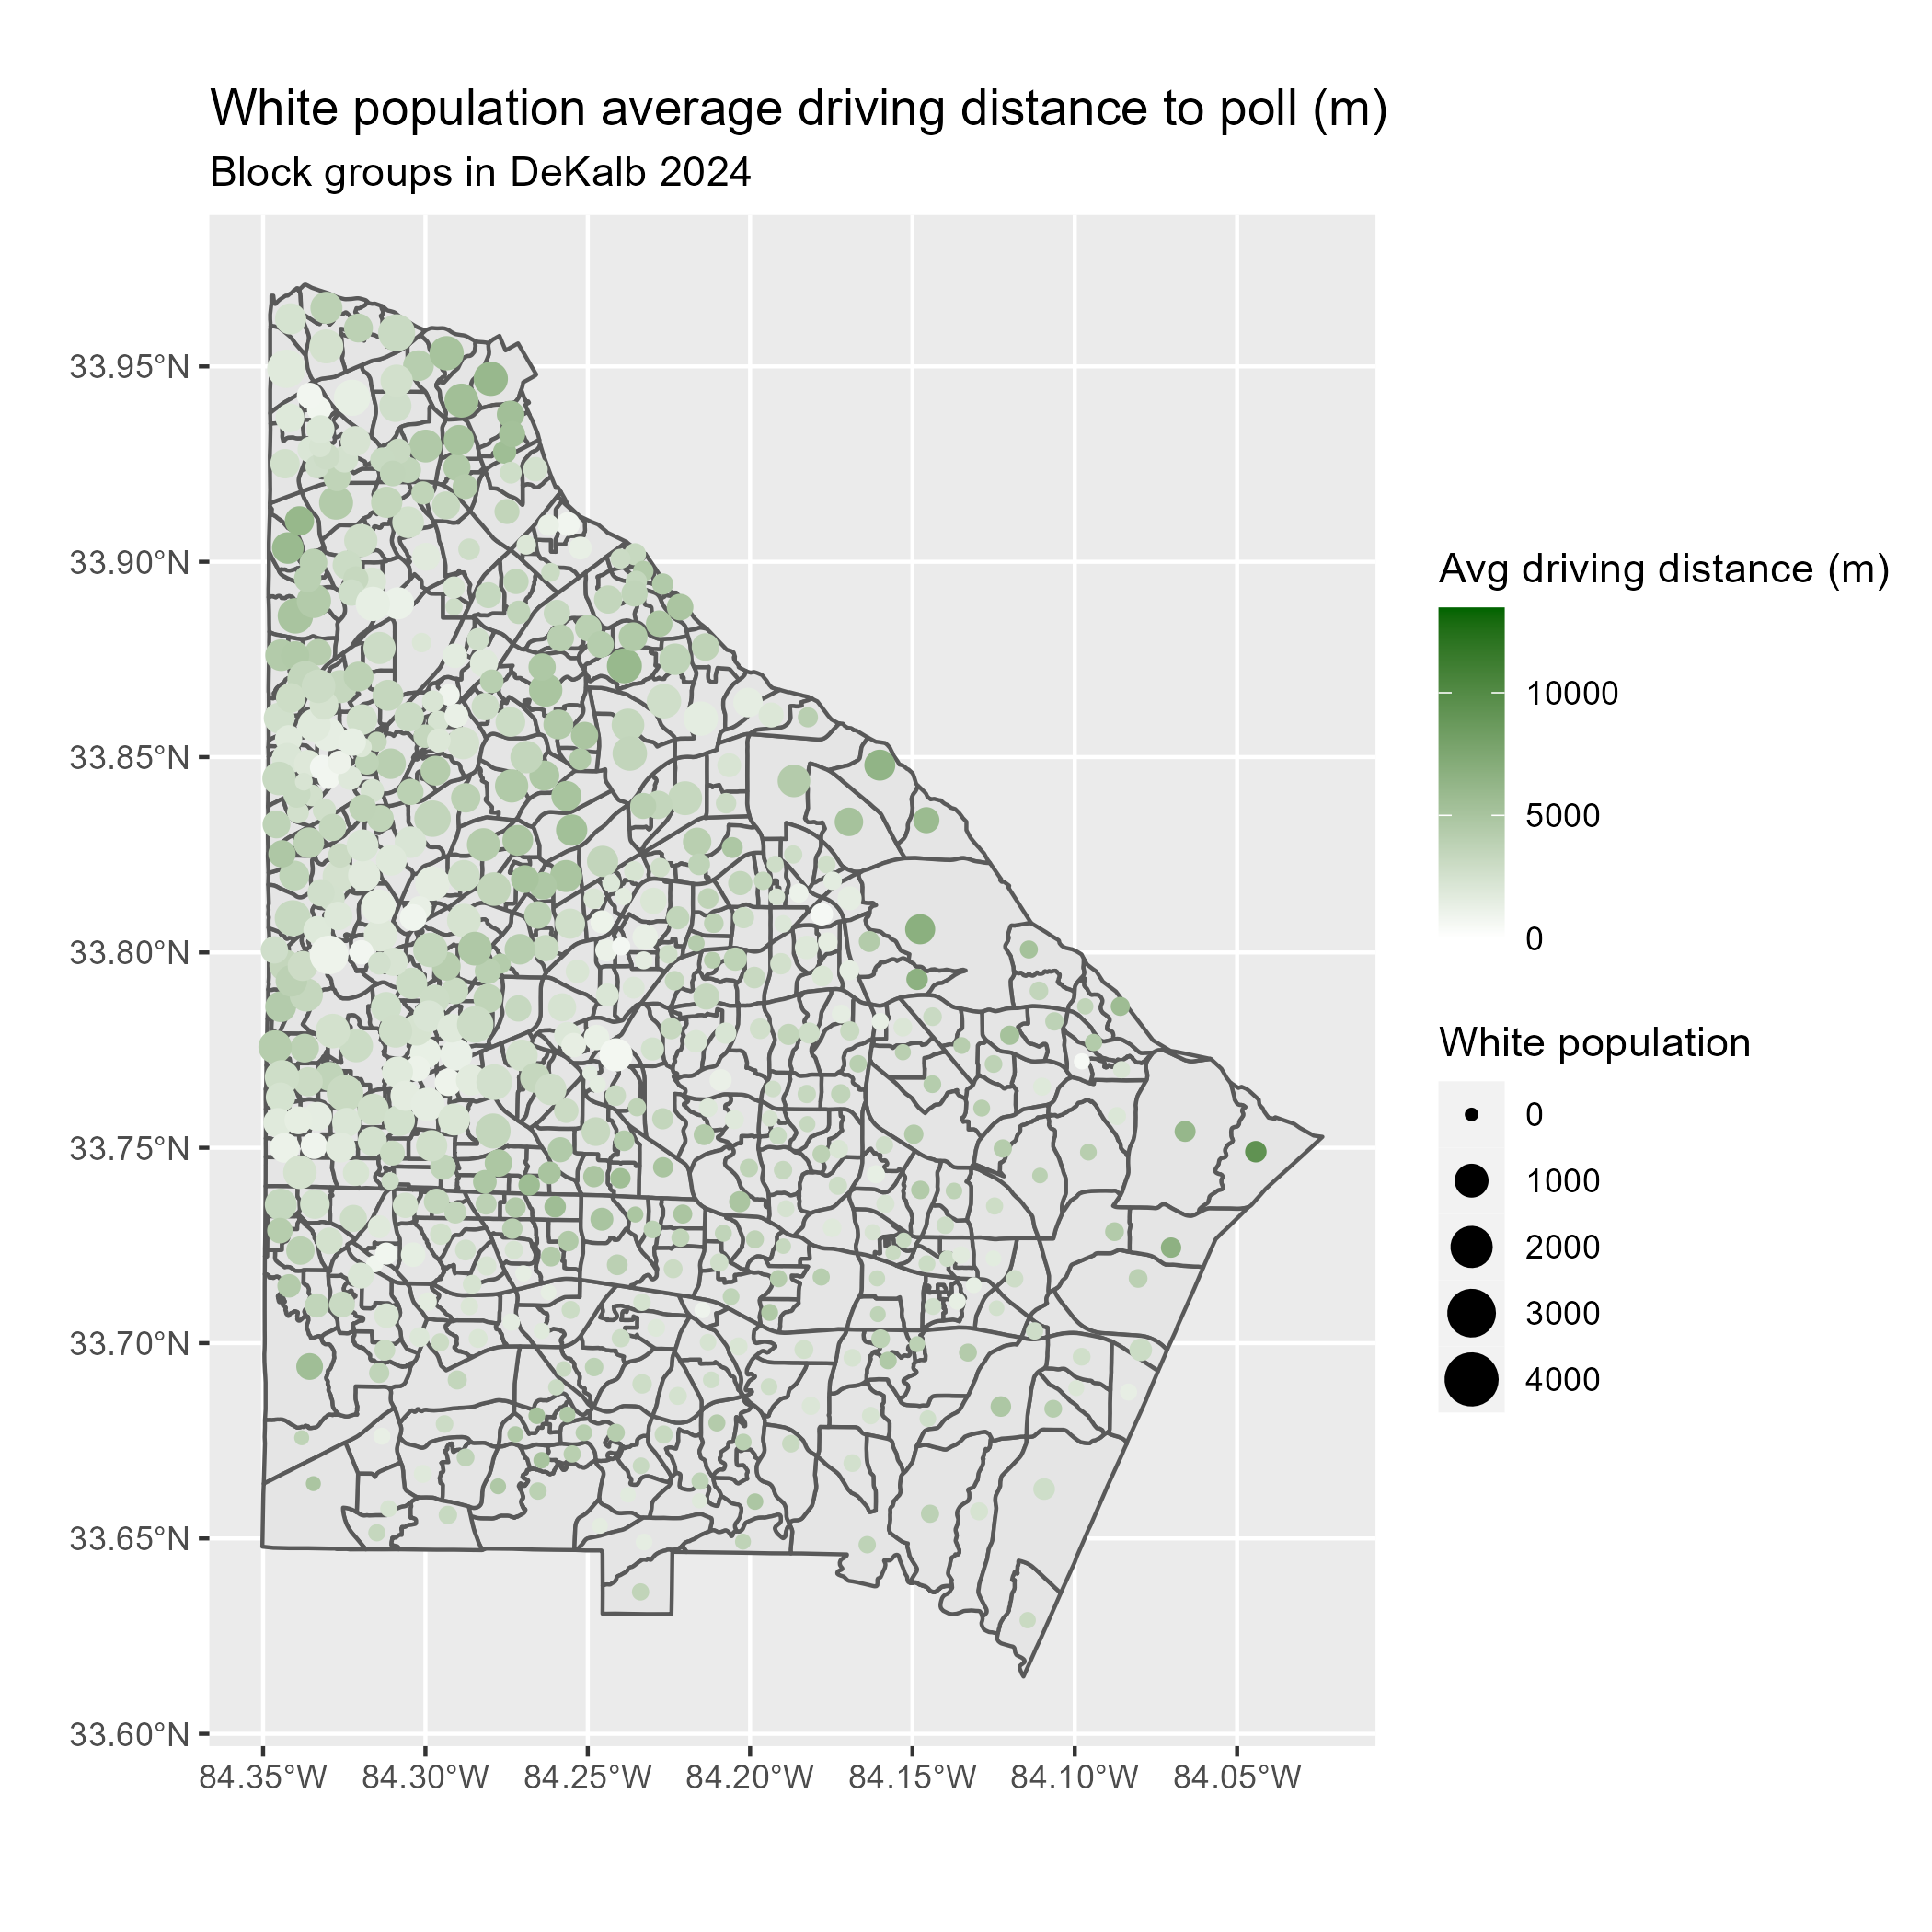 White population average driving distance to poll (m)
Block groups in DeKalb 2024
33.95°N
33.90°N
33.85°N
33.80°N
33.75°N
33.70°N
33.65°N
33.60°N
84.35°W 84.30°W 84.25°W 84.20°W 84.15°W 84.10°W 84.05°W
Avg driving distance (m)
10000
5000
0
White population
0
1000
2000
3000
4000